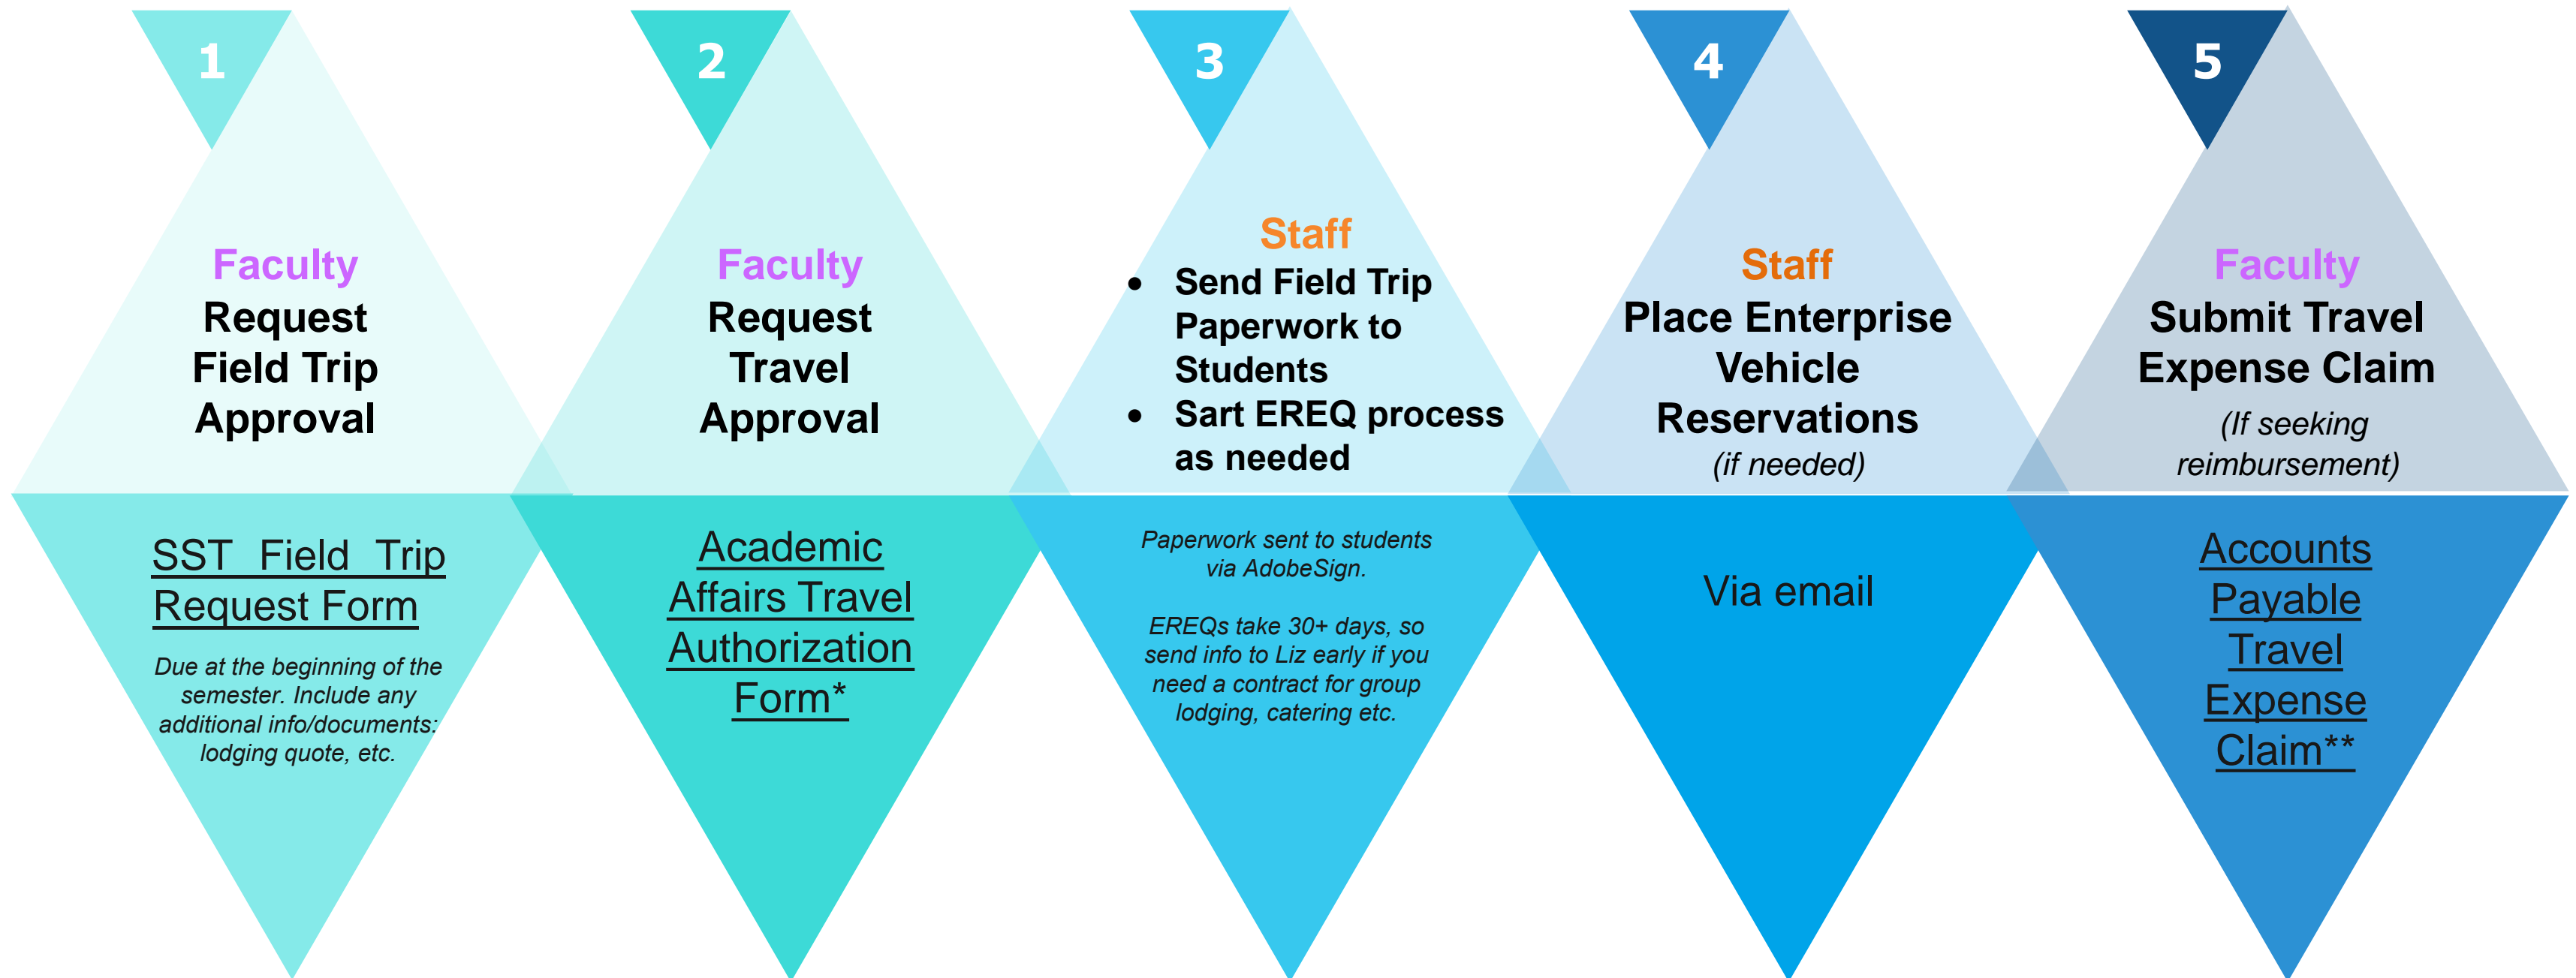 1
Faculty
Request
Field Trip
Approval
SST Field Trip
Request Form
Due at the beginning of the
semester. Include any
additional info/documents:
lodging quote, etc.
2
Faculty
Request
Travel
Approval
Academic
Affairs Travel
Authorization
Form*
3
Staff
• Send Field Trip
Paperwork to
Students
• Sart EREQ process
as needed
Paperwork sent to students
via AdobeSign.
EREQs take 30+ days, so
send info to Liz early if you
need a contract for group
lodging, catering etc.
4
Staff
Place Enterprise
Vehicle
Reservations
(if needed)
Via email
5
Faculty
Submit Travel
Expense Claim
(If seeking
reimbursement)
Accounts
Payable
Travel
Expense
Claim**